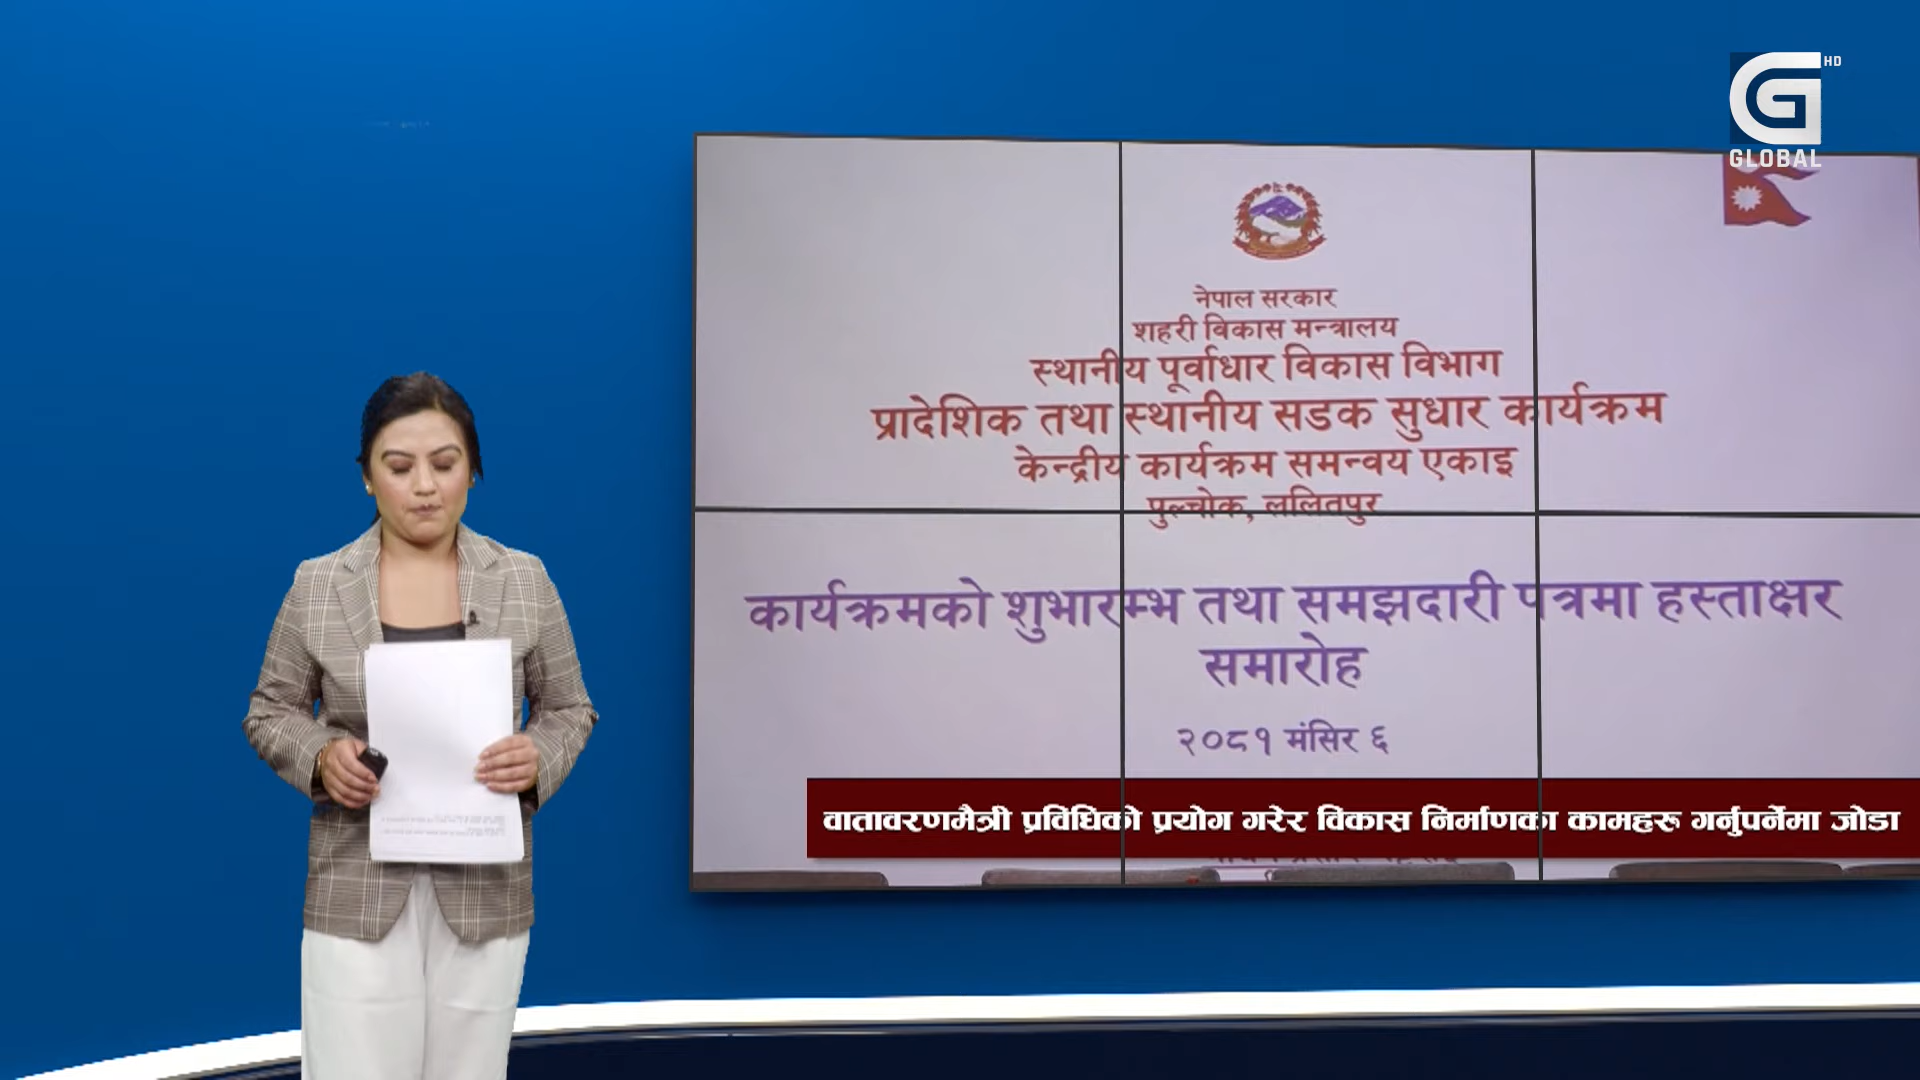 HD
GLOBAL
नेपाल सरकार
शहरी विकास मन्त्रालय
स्थानीय पूर्वाधार विकास विभाग
प्रादेशिक तथा स्थानीय सडक सुधार कार्यक्रम
केन्द्रीय कार्यक्रम समन्वय एकाइ
पुल्चोक, ललितपुर
कार्यक्रमको शुभारम्भ तथा समझदारी पत्रमा हस्ताक्षर
समारोह
२०८१ मंसिर ६
वातावरणमैत्री प्रविधिको प्रयोग गरेर विकास निर्माणका कामहरु गर्नुपर्नेमा जोडा